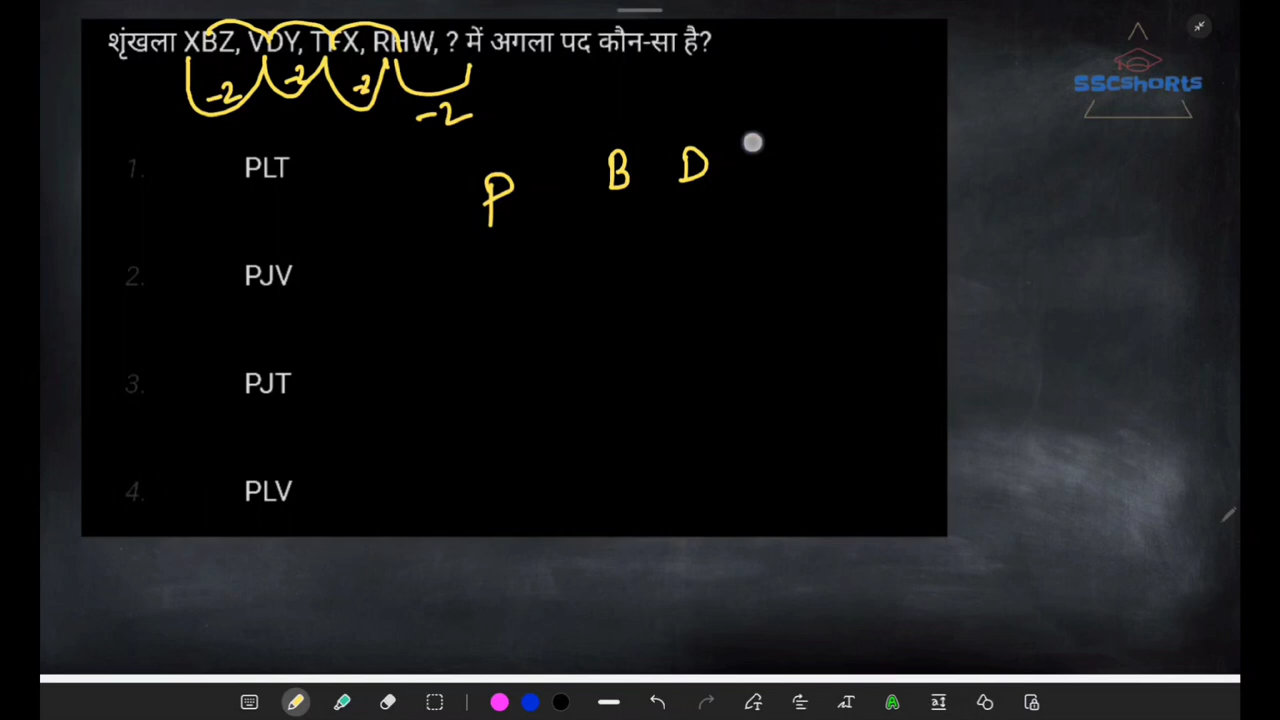 शृंखला XBZ, VDY, TFX, RHW, ? में अगला पद कौन-सा है?
-2 -2 -2 -2
SSCshoRts
1. PLT
P B D
2. PJV
3. PJT
4. PLV